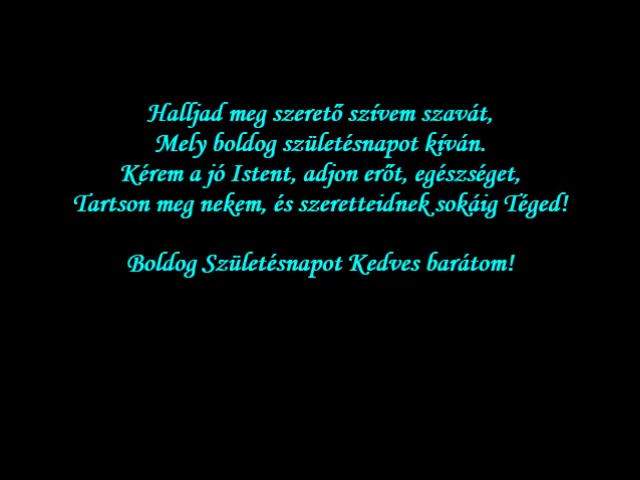 Halljad meg szerető szívem szavát,
Mely boldog születésnapot kíván.
Kérem a jó Istent, adjon erőt, egészséget,
Tartson meg nekem, és szeretteidnek sokáig Téged!
Boldog Születésnapot Kedves barátom!